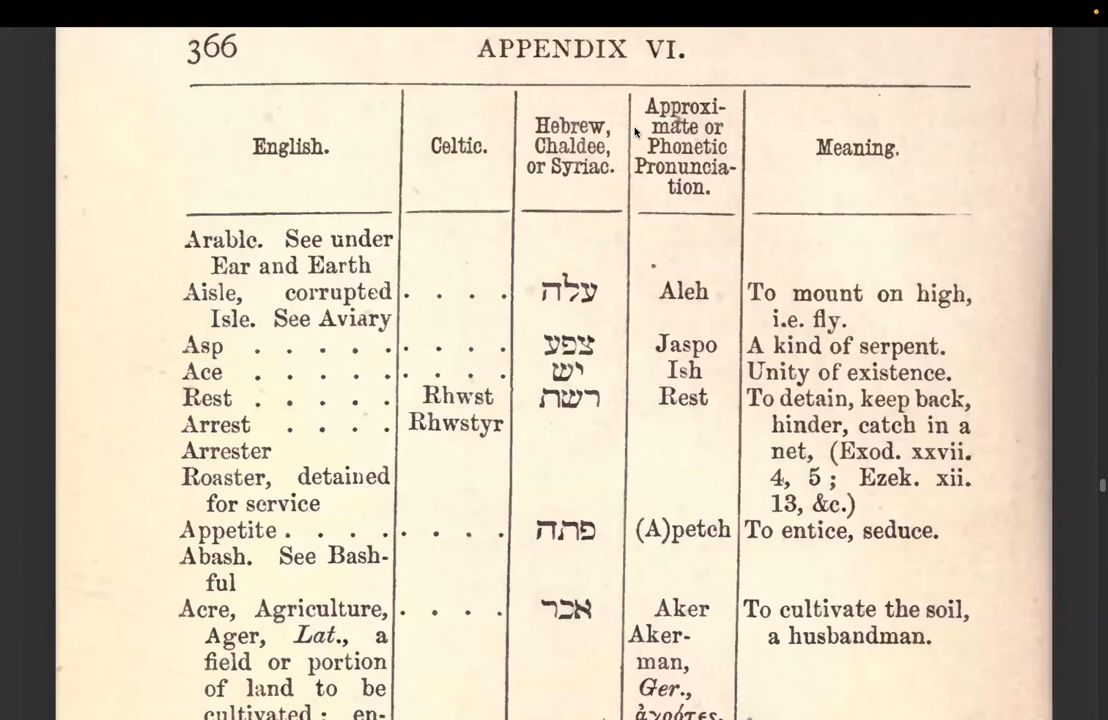 366 APPENDIX VI.
English. Celtic. Hebrew, Chaldee, or Syriac. Approxi-mate or Phonetic Pronuncia-tion. Meaning.
Arable. See under
Ear and Earth
Aisle, corrupted . . . . עלה Aleh To mount on high,
Isle. See Aviary i.e. fly.
Asp . . . . . . . . . צפע Jaspo A kind of serpent.
Ace . . . . . . . . . יש Ish Unity of existence.
Rest . . . . . Rhwst רשת Rest To detain, keep back,
Arrest . . . . Rhwstyr hinder, catch in a
Arrester net, (Exod. xxvii.
Roaster, detained 4, 5 ; Ezek. xii.
for service 13, &c.)
Appetite . . . . . . . . פתה (A)petch To entice, seduce.
Abash. See Bash-
ful
Acre, Agriculture, . . . . אכר Aker To cultivate the soil,
Ager, Lat., a Aker- a husbandman.
field or portion man,
of land to be Ger.,
cultivated ; en- ἀγρότες.